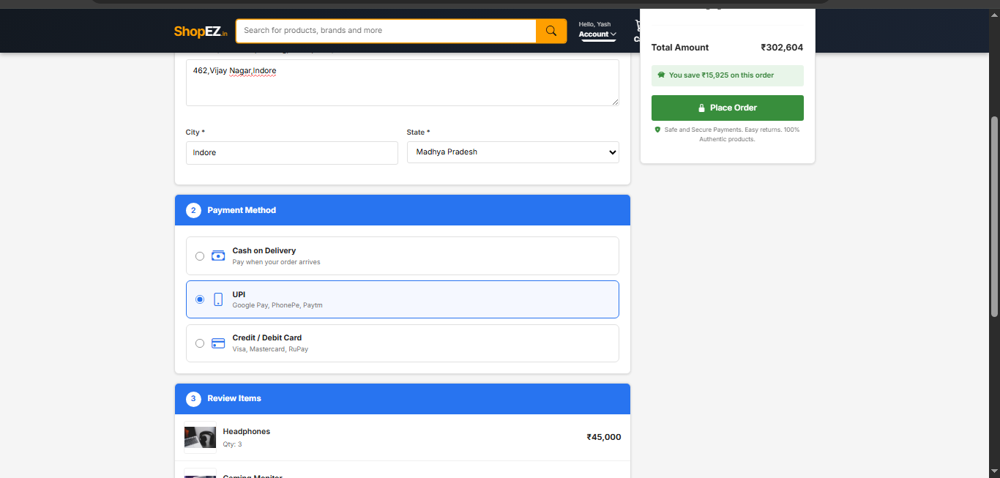 ShopEZ.in
Search for products, brands and more
Hello, Yash
Account
Total Amount ₹302,604
You save ₹15,925 on this order
Place Order
Safe and Secure Payments. Easy returns. 100%
Authentic products.
462,Vijay Nagar,Indore
City * State *
Indore Madhya Pradesh
2 Payment Method
Cash on Delivery
Pay when your order arrives
UPI
Google Pay, PhonePe, Paytm
Credit / Debit Card
Visa, Mastercard, RuPay
3 Review Items
Headphones
Qty: 3
₹45,000
Gaming Monitor